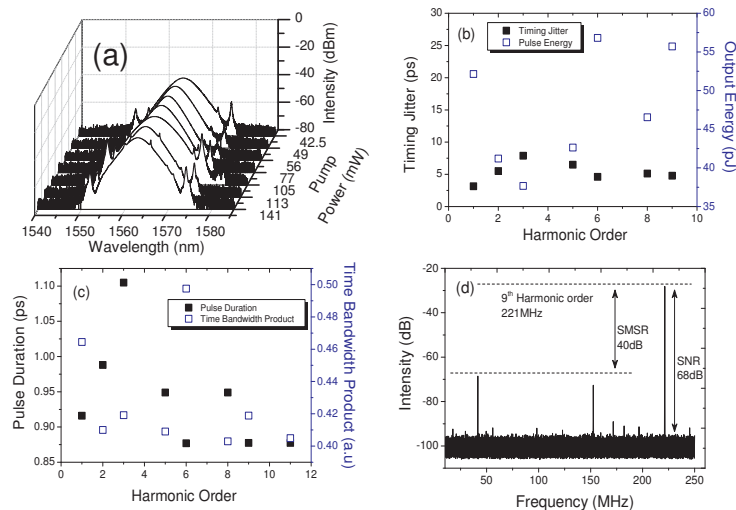 (a)
0
-20
-40
-60
-80
Intensity (dBm)
42.5
49
56
77
105
113
141
Pump
Power (mW)
1540
1550
1560
1570
1580
Wavelength (nm)
(b)
Timing Jitter
Pulse Energy
30
25
20
15
10
5
0
Timing Jitter (ps)
60
55
50
45
40
35
Output Energy (pJ)
0 2 4 6 8 10
Harmonic Order
(c)
Pulse Duration
Time Bandwidth Product
1.10
1.05
1.00
0.95
0.90
0.85
Pulse Duration (ps)
0.50
0.48
0.46
0.44
0.42
0.40
Time Bandwidth Product (a.u)
0 2 4 6 8 10 12
Harmonic Order
(d)
9th Harmonic order
221MHz
SMSR
40dB
SNR
68dB
-20
-40
-60
-80
-100
Intensity (dB)
50 100 150 200 250
Frequency (MHz)